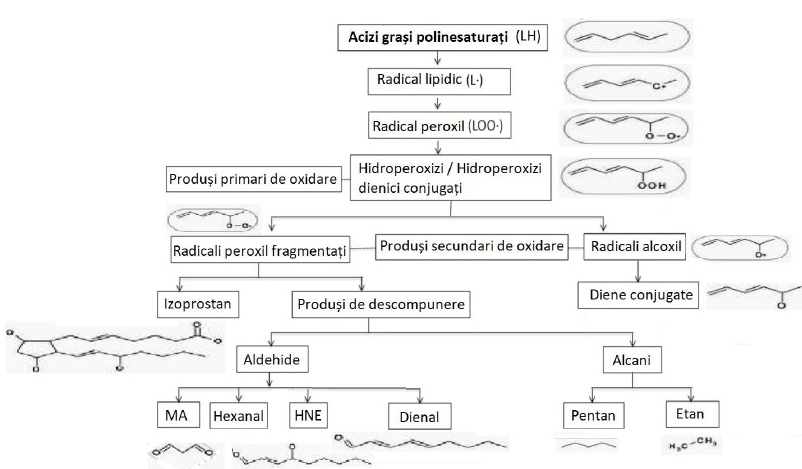 Acizi grași polinesaturați (LH)
Radical lipidic (L·)
C•
Radical peroxil (LOO·)
O–O•
Produși primari de oxidare
Hidroperoxizi / Hidroperoxizi
dienici conjugați
OOH
O–O•
Radicali peroxil fragmentați
Produși secundari de oxidare
Radicali alcoxil
O•
Izoprostan
Produși de descompunere
Diene conjugate
O
O
O
O
O
O
Aldehide
Alcani
MA
Hexanal
HNE
Dienal
Pentan
Etan
O
O
O
O
O
H₃C
CH₃